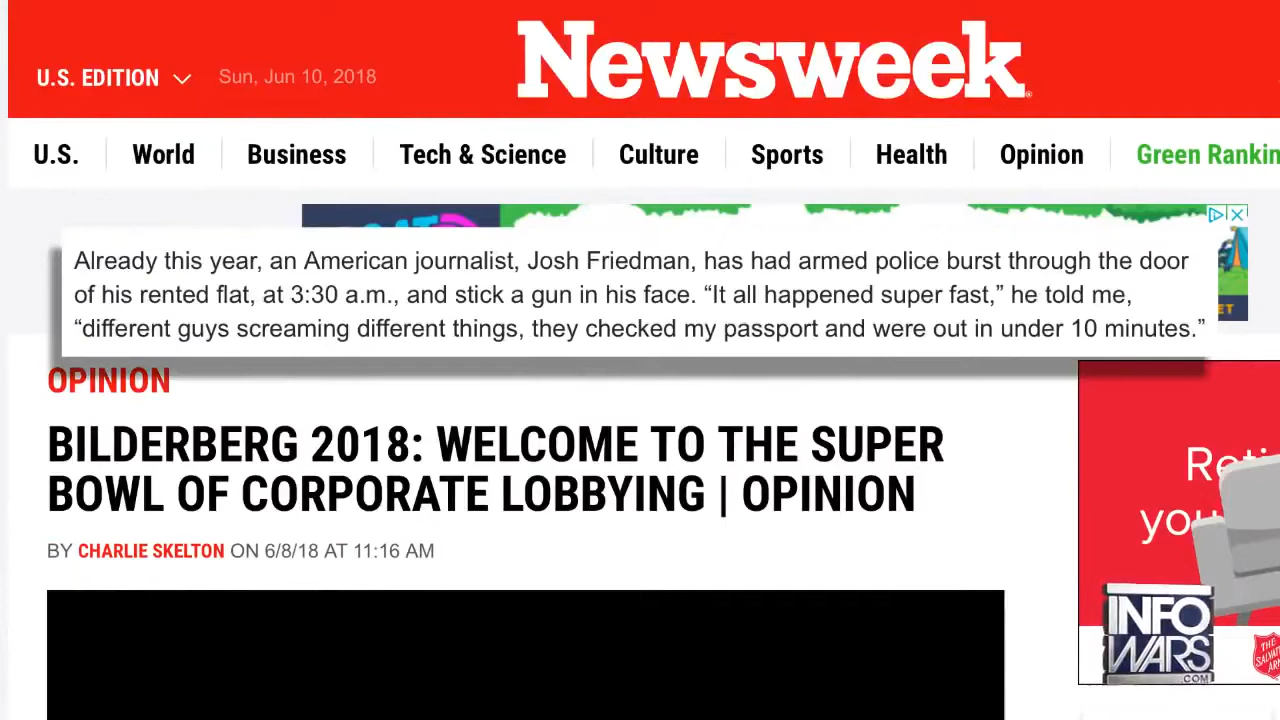 Newsweek
U.S. EDITION Sun, Jun 10, 2018
U.S. World Business Tech & Science Culture Sports Health Opinion Green
Already this year, an American journalist, Josh Friedman, has had armed police burst through the door
of his rented flat, at 3:30 a.m., and stick a gun in his face. “It all happened super fast,” he told me,
“different guys screaming different things, they checked my passport and were out in under 10 minutes.”
OPINION
BILDERBERG 2018: WELCOME TO THE SUPER
BOWL OF CORPORATE LOBBYING | OPINION
BY CHARLIE SKELTON ON 6/8/18 AT 11:16 AM
INFO
WARS
.COM
THE